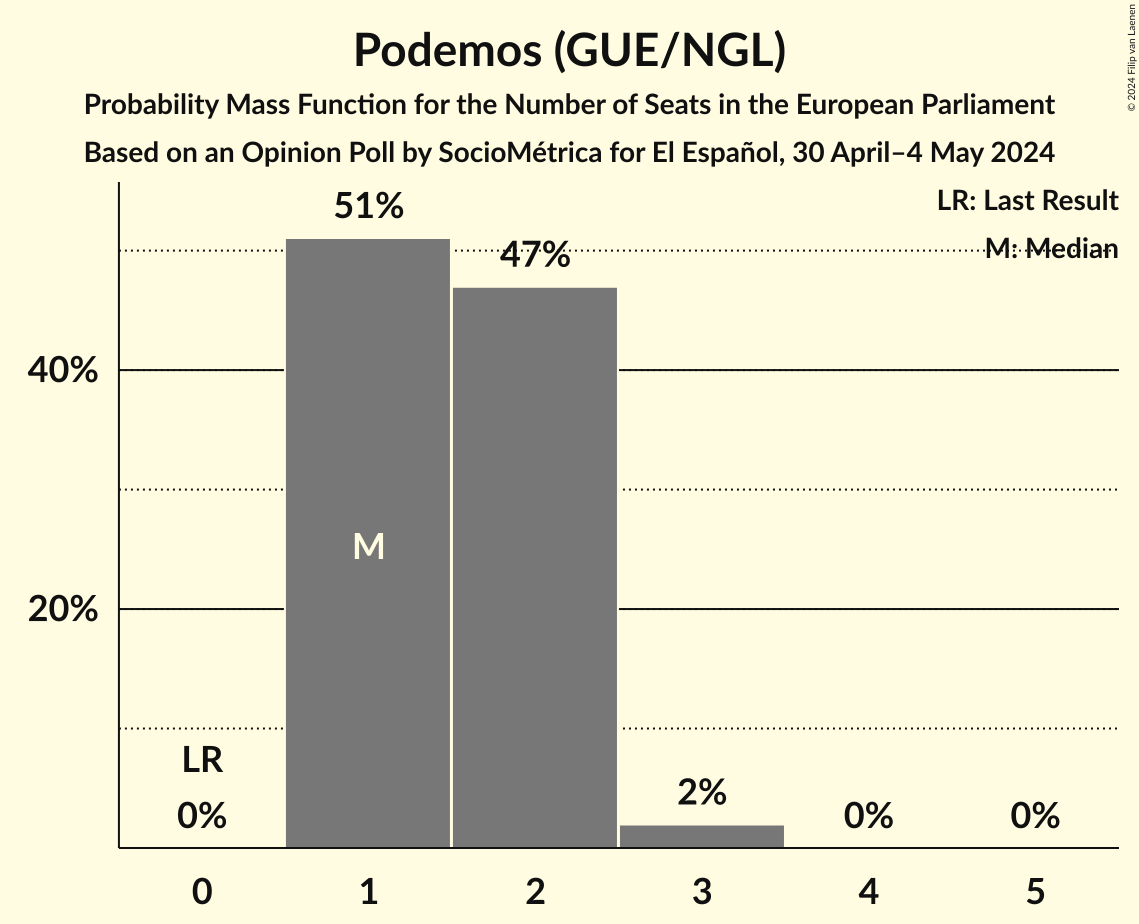 Podemos (GUE/NGL)
Probability Mass Function for the Number of Seats in the European Parliament
Based on an Opinion Poll by SocioMétrica for El Español, 30 April–4 May 2024
© 2024 Filip van Laenen
LR: Last Result
M: Median
51%
47%
40%
M
20%
LR
0%
2%
0%
0%
0 1 2 3 4 5